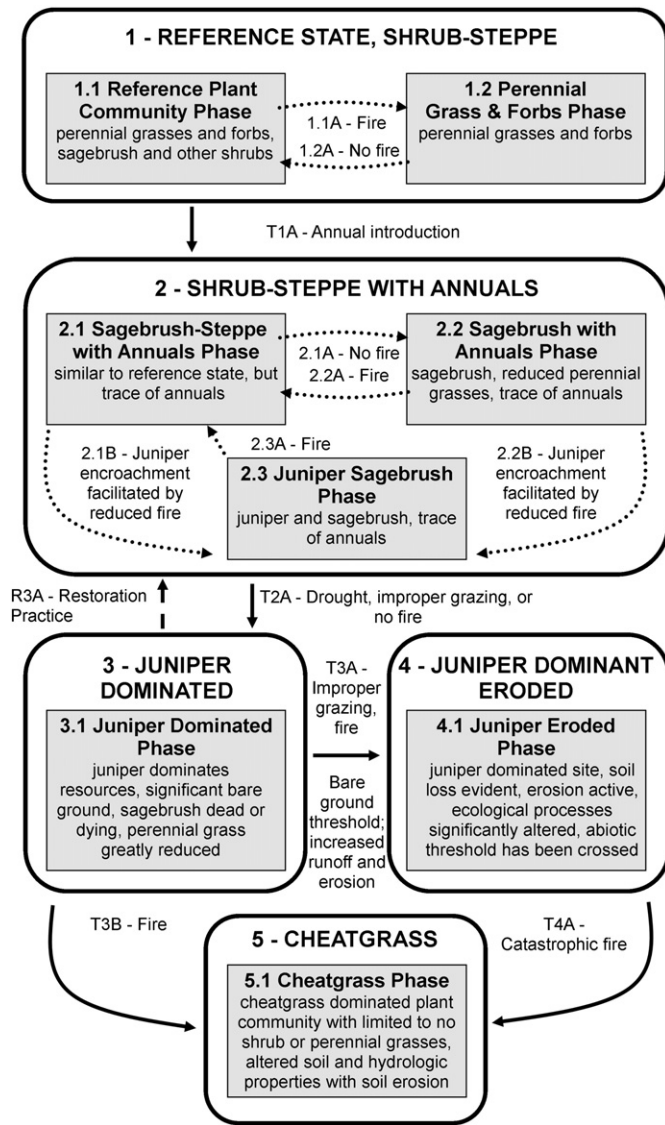 1 - REFERENCE STATE, SHRUB-STEPPE
1.1 Reference Plant
Community Phase
perennial grasses and forbs,
sagebrush and other shrubs
1.1A - Fire
1.2A - No fire
1.2 Perennial
Grass & Forbs Phase
perennial grasses and forbs
T1A - Annual introduction
2 - SHRUB-STEPPE WITH ANNUALS
2.1 Sagebrush-Steppe
with Annuals Phase
similar to reference state, but
trace of annuals
2.1A - No fire
2.2A - Fire
2.2 Sagebrush with
Annuals Phase
sagebrush, reduced perennial
grasses, trace of annuals
2.1B - Juniper
encroachment
facilitated by
reduced fire
2.3A - Fire
2.3 Juniper Sagebrush
Phase
juniper and sagebrush, trace
of annuals
2.2B - Juniper
encroachment
facilitated by
reduced fire
R3A - Restoration
Practice
T2A - Drought, improper grazing, or
no fire
3 - JUNIPER
DOMINATED
3.1 Juniper Dominated
Phase
juniper dominates
resources, significant bare
ground, sagebrush dead or
dying, perennial grass
greatly reduced
T3A -
Improper
grazing,
fire
Bare
ground
threshold;
increased
runoff and
erosion
4 - JUNIPER DOMINANT
ERODED
4.1 Juniper Eroded
Phase
juniper dominated site, soil
loss evident, erosion active,
ecological processes
significantly altered, abiotic
threshold has been crossed
T3B - Fire
T4A -
Catastrophic fire
5 - CHEATGRASS
5.1 Cheatgrass Phase
cheatgrass dominated plant
community with limited to no
shrub or perennial grasses,
altered soil and hydrologic
properties with soil erosion